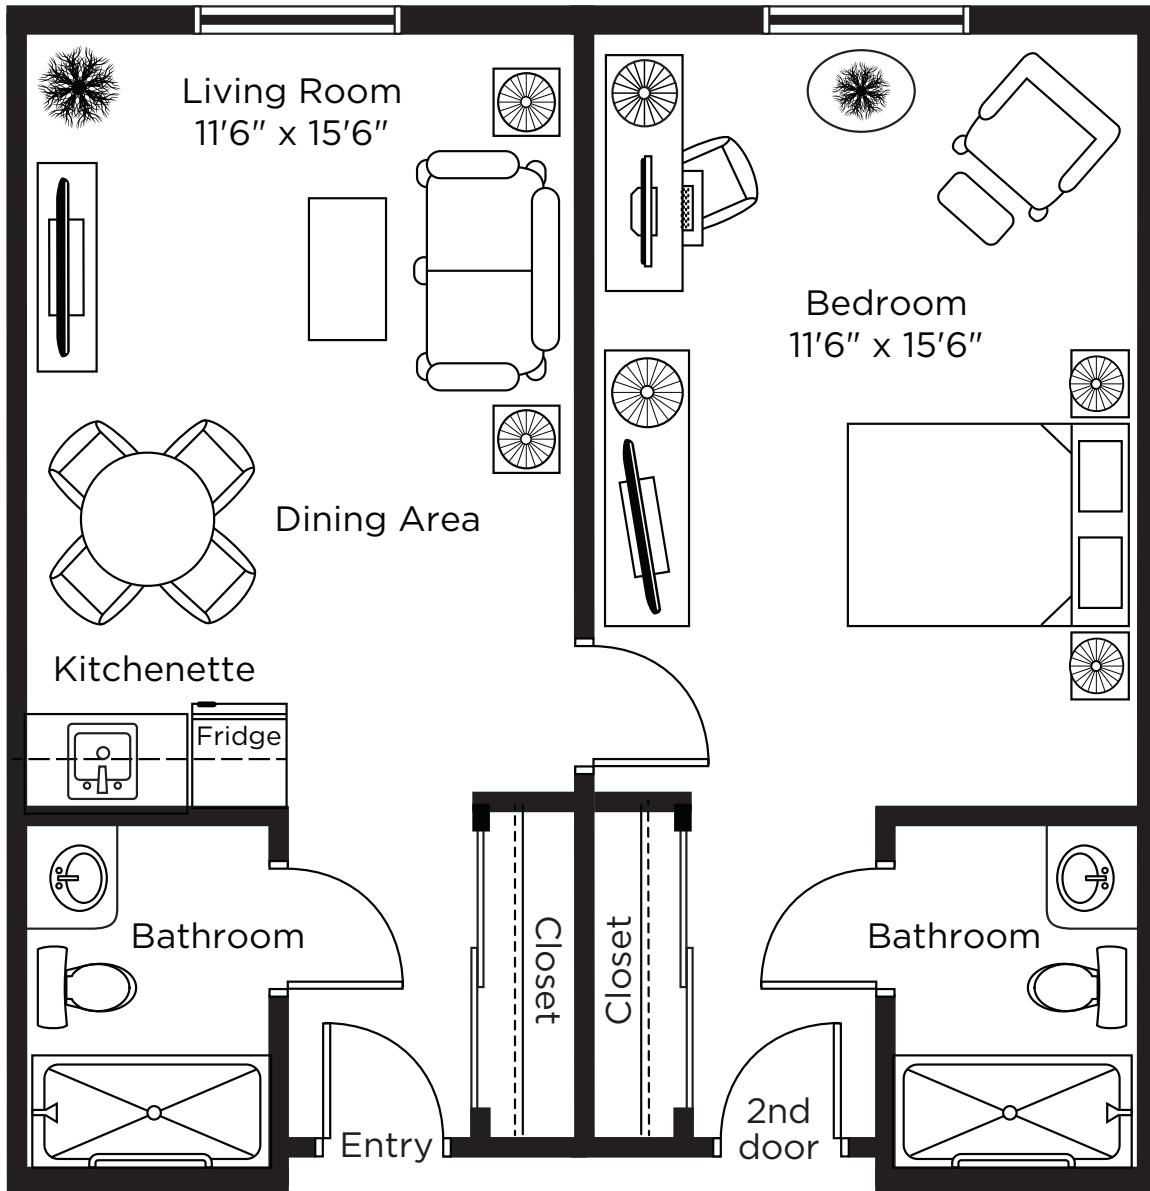 Living Room
11'6" x 15'6"
Bedroom
11'6" x 15'6"
Dining Area
Kitchenette
Fridge
Bathroom
Closet
Closet
Bathroom
Entry
2nd
door